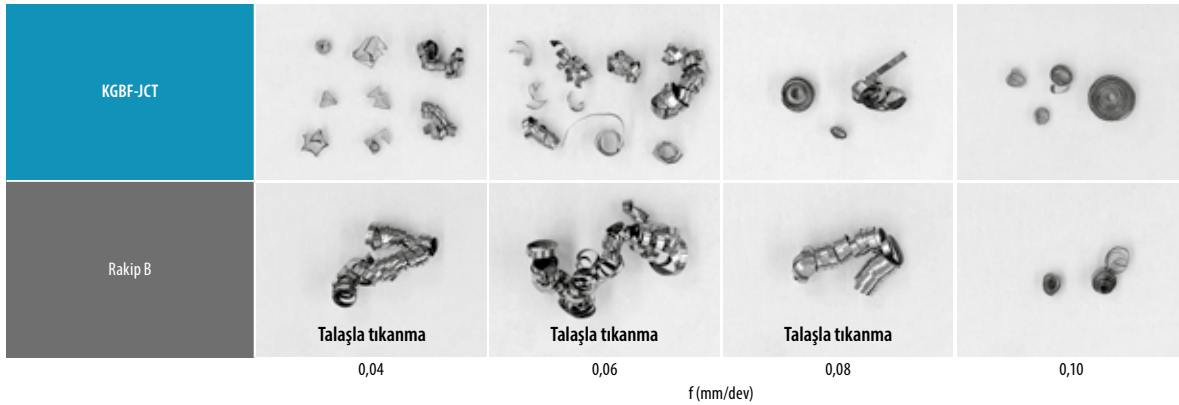 KGBF-JCT
Rakip B
Talaşla tıkanma
Talaşla tıkanma
Talaşla tıkanma
0,04
0,06
0,08
0,10
f (mm/dev)